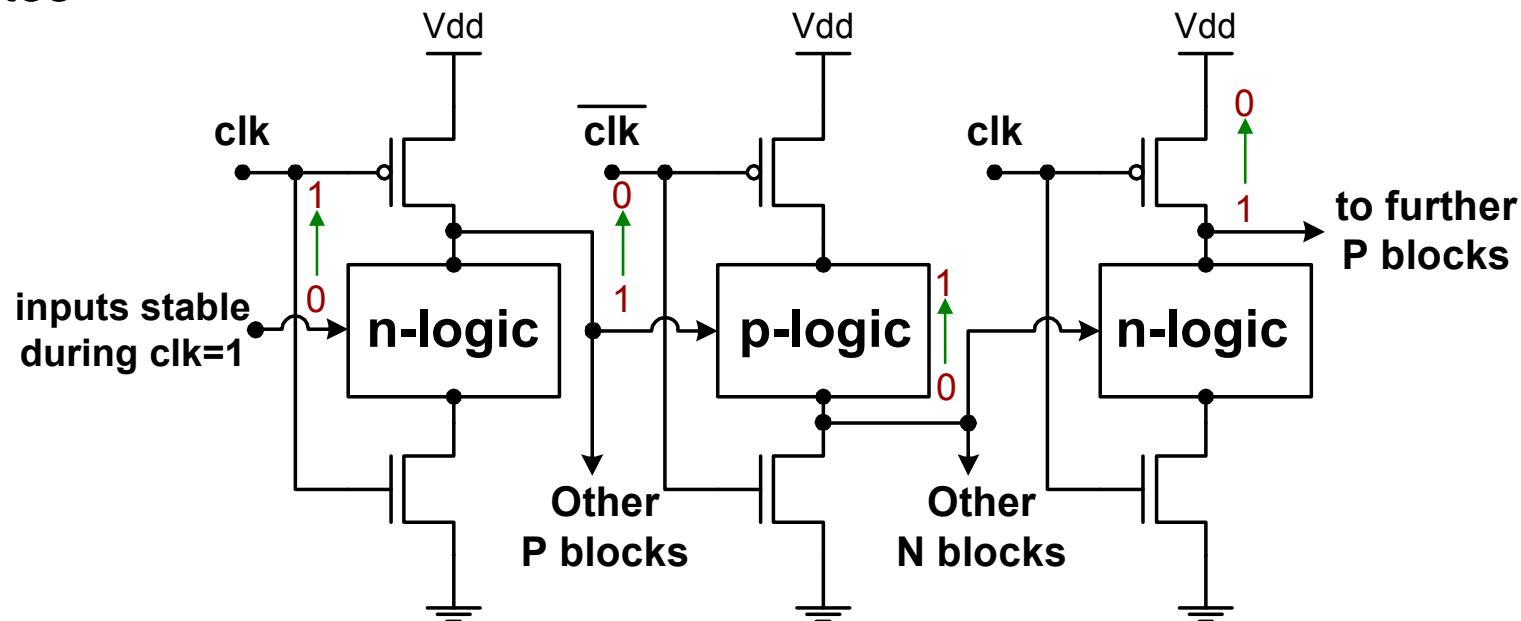 Vdd
Vdd
Vdd
clk
clk
clk
1
0
0
1
0
1
to further
P blocks
inputs stable
during clk=1
n-logic
p-logic
1
0
n-logic
Other
P blocks
Other
N blocks